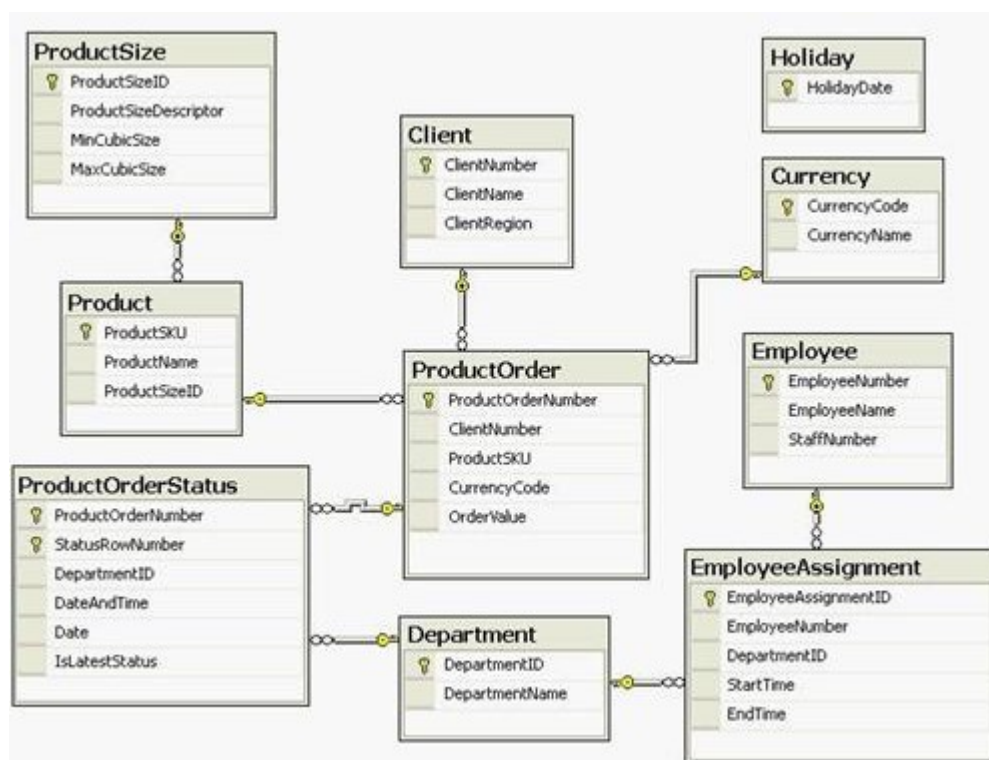 ProductSize
ProductSizeID
ProductSizeDescriptor
MinCubicSize
MaxCubicSize
Client
ClientNumber
ClientName
ClientRegion
Holiday
HolidayDate
Currency
CurrencyCode
CurrencyName
Product
ProductSKU
ProductName
ProductSizeID
ProductOrder
ProductOrderNumber
ClientNumber
ProductSKU
CurrencyCode
OrderValue
Employee
EmployeeNumber
EmployeeName
StaffNumber
ProductOrderStatus
ProductOrderNumber
StatusRowNumber
DepartmentID
DateAndTime
Date
IsLatestStatus
Department
DepartmentID
DepartmentName
EmployeeAssignment
EmployeeAssignmentID
EmployeeNumber
DepartmentID
StartTime
EndTime